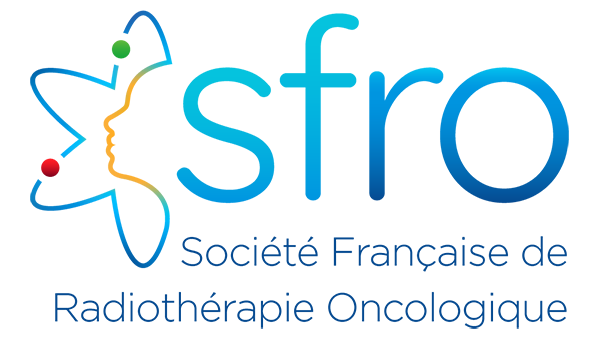 sfro
Société Française de
Radiothérapie Oncologique